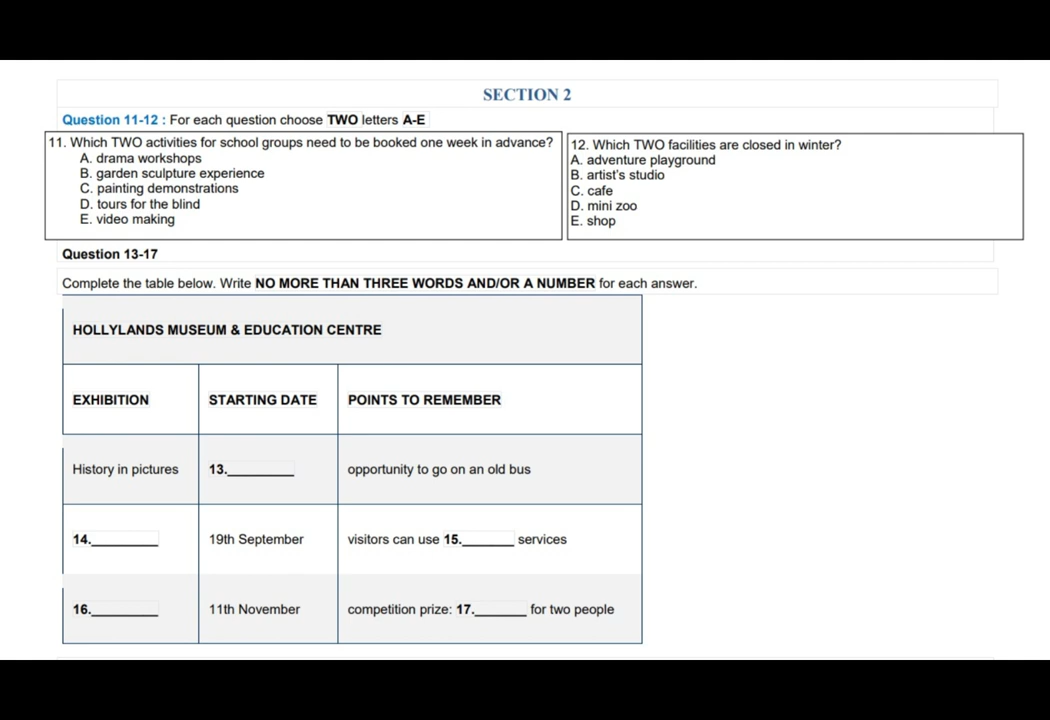 SECTION 2
Question 11-12 : For each question choose TWO letters A-E
11. Which TWO activities for school groups need to be booked one week in advance?
A. drama workshops
B. garden sculpture experience
C. painting demonstrations
D. tours for the blind
E. video making
12. Which TWO facilities are closed in winter?
A. adventure playground
B. artist's studio
C. cafe
D. mini zoo
E. shop
Question 13-17
Complete the table below. Write NO MORE THAN THREE WORDS AND/OR A NUMBER for each answer.
HOLLYLANDS MUSEUM & EDUCATION CENTRE
EXHIBITION STARTING DATE POINTS TO REMEMBER
History in pictures 13._________ opportunity to go on an old bus
14._________ 19th September visitors can use 15._______ services
16._________ 11th November competition prize: 17._______ for two people